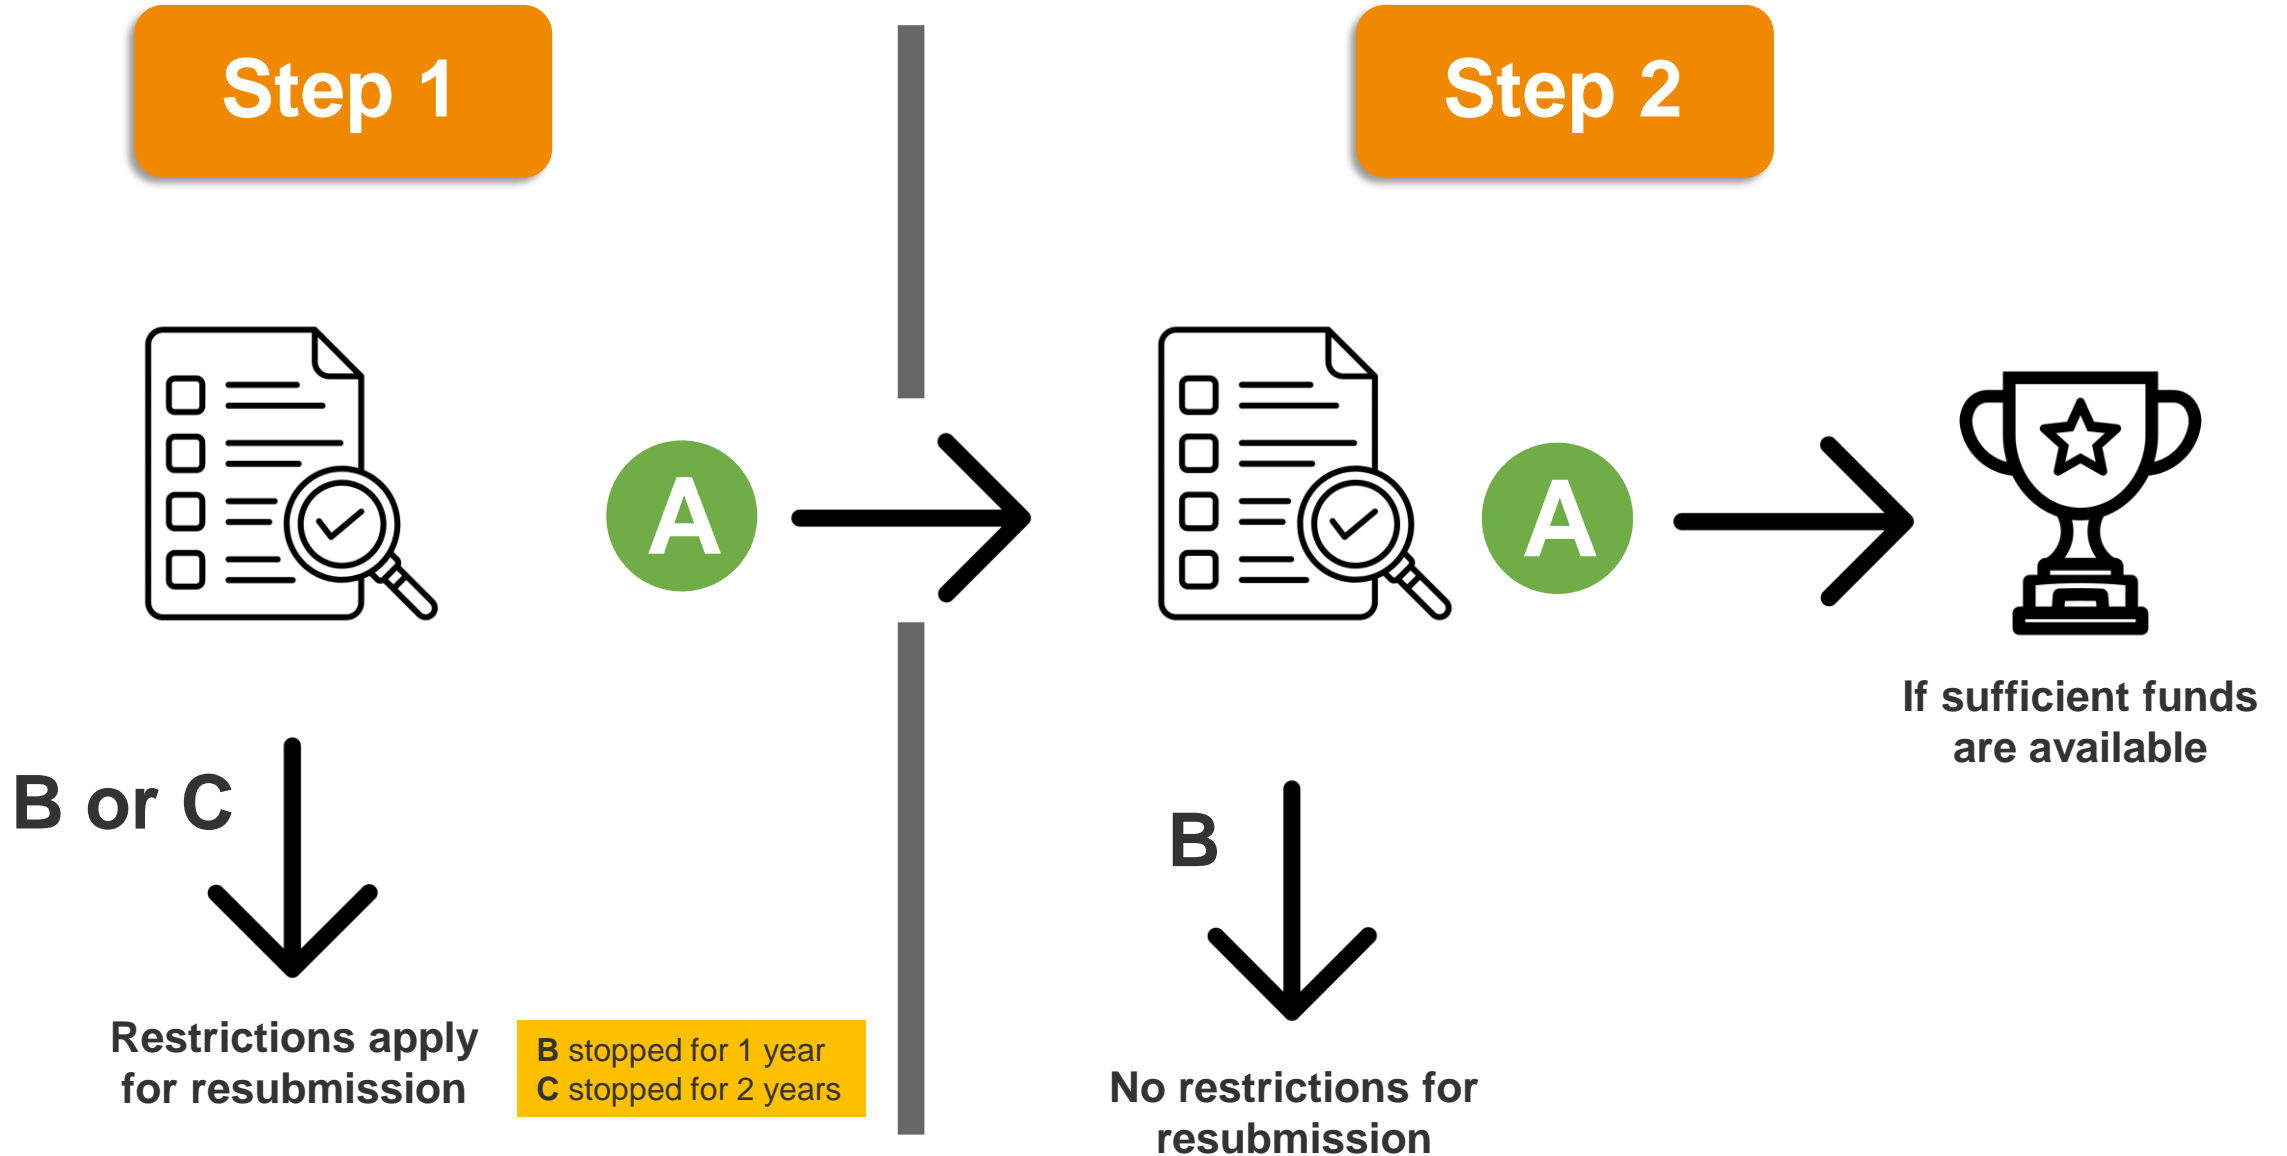 Step 1
Step 2
A
A
If sufficient funds
are available
B or C
B
Restrictions apply
for resubmission
B stopped for 1 year
C stopped for 2 years
No restrictions for
resubmission